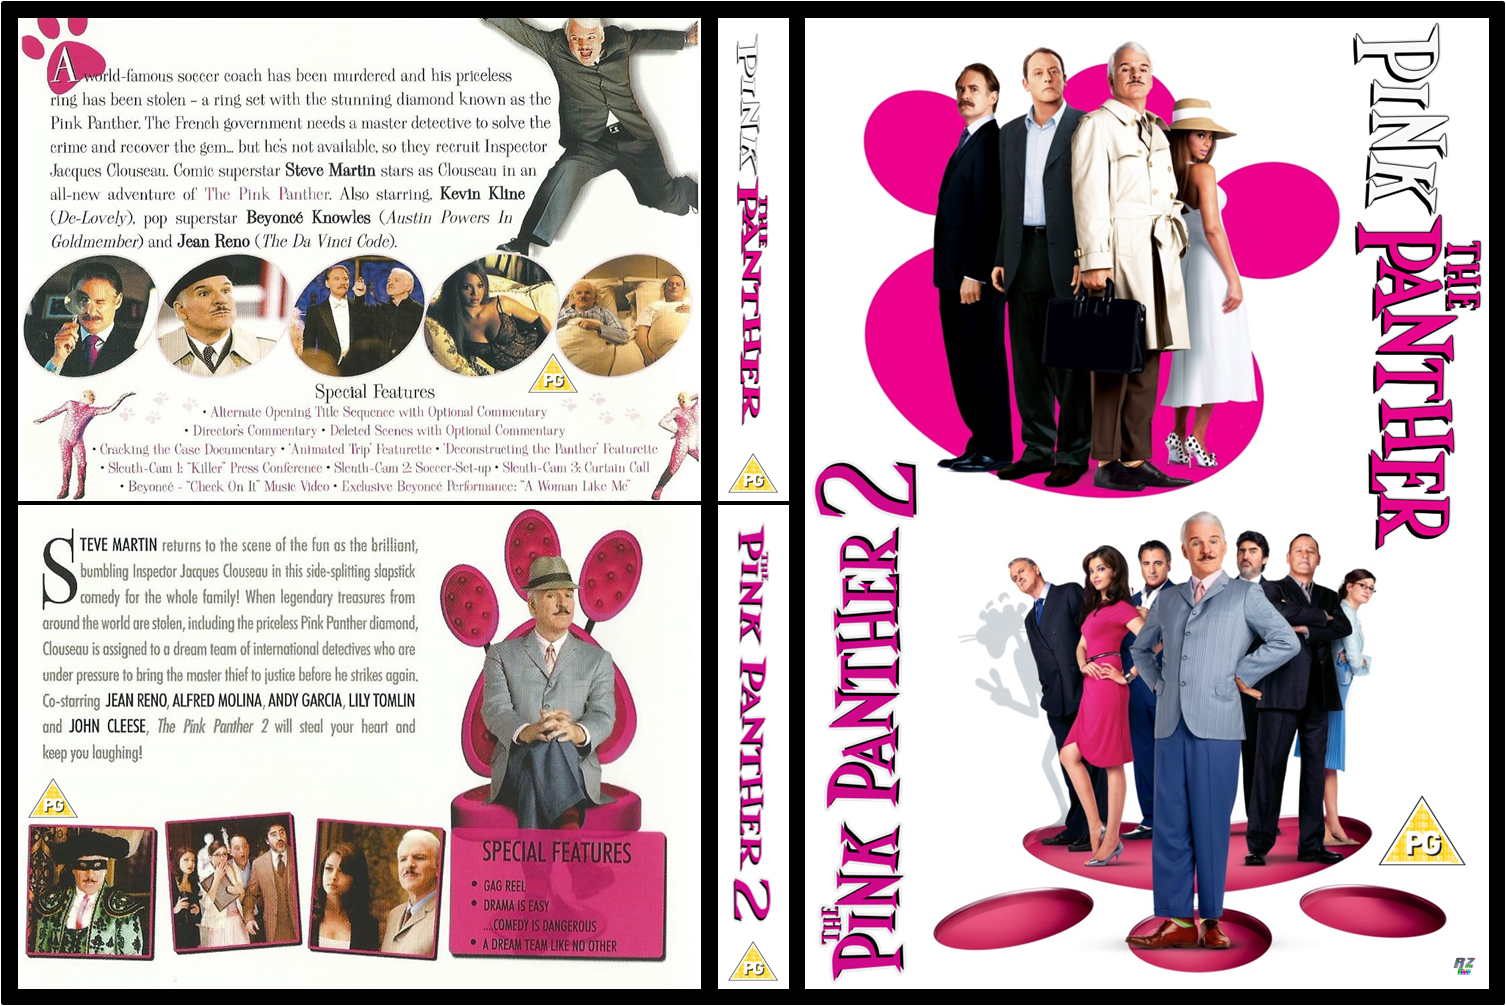 A world-famous soccer coach has been murdered and his priceless
ring has been stolen – a ring set with the stunning diamond known as the
Pink Panther. The French government needs a master detective to solve the
crime and recover the gem... but he's not available, so they recruit Inspector
Jacques Clouseau. Comic superstar Steve Martin stars as Clouseau in an
all-new adventure of The Pink Panther. Also starring, Kevin Kline
(De-Lovely), pop superstar Beyoncé Knowles (Austin Powers In
Goldmember) and Jean Reno (The Da Vinci Code).
PG
Special Features
• Alternate Opening Title Sequence with Optional Commentary
• Director's Commentary • Deleted Scenes with Optional Commentary
• Cracking the Case Documentary • 'Animated Trip' Featurette • 'Deconstructing the Panther' Featurette
• Sleuth-Cam 1: "Killer" Press Conference • Sleuth-Cam 2: Soccer-Set-up • Sleuth-Cam 3: Curtain Call
• Beyoncé – "Check On It" Music Video • Exclusive Beyoncé Performance: "A Woman Like Me"
STEVE MARTIN returns to the scene of the fun as the brilliant,
bumbling Inspector Jacques Clouseau in this side-splitting slapstick
comedy for the whole family! When legendary treasures from
around the world are stolen, including the priceless Pink Panther diamond,
Clouseau is assigned to a dream team of international detectives who are
under pressure to bring the master thief to justice before he strikes again.
Co-starring JEAN RENO, ALFRED MOLINA, ANDY GARCIA, LILY TOMLIN
and JOHN CLEESE, The Pink Panther 2 will steal your heart and
keep you laughing!
PG
SPECIAL FEATURES
• GAG REEL
• DRAMA IS EASY
...COMEDY IS DANGEROUS
• A DREAM TEAM LIKE NO OTHER
PINK
THE
PANTHER
PG
THE
PINK PANTHER 2
PG
PINK
THE
PANTHER
THE
PINK PANTHER 2
PG
RZ